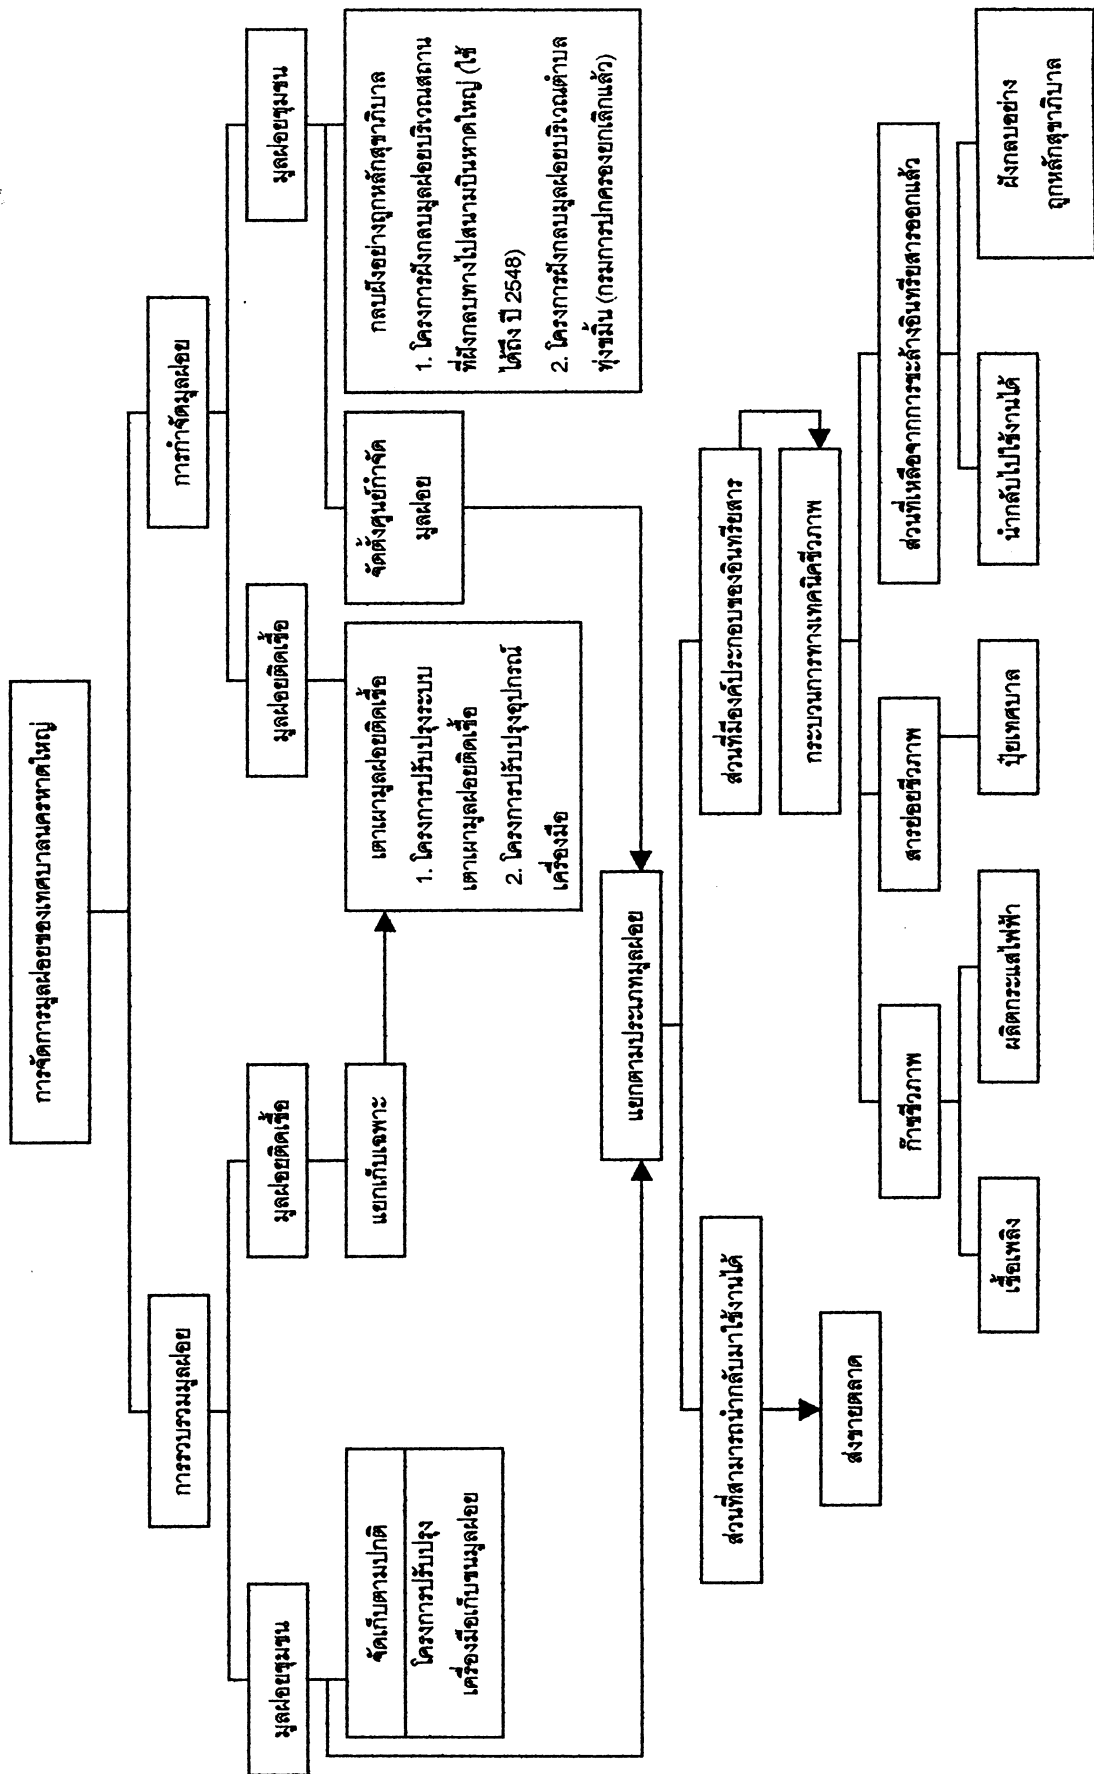 การจัดการมูลฝอยของเทศบาลนครหาดใหญ่
การรวบรวมมูลฝอย
การกำจัดมูลฝอย
มูลฝอยชุมชน
มูลฝอยติดเชื้อ
มูลฝอยติดเชื้อ
มูลฝอยชุมชน
จัดเก็บตามปกติ
โครงการปรับปรุง
เครื่องมือเก็บขนมูลฝอย
แยกเก็บเฉพาะ
เตาเผามูลฝอยติดเชื้อ
1. โครงการปรับปรุงระบบ
เตาเผามูลฝอยติดเชื้อ
2. โครงการปรับปรุงอุปกรณ์
เครื่องมือ
จัดตั้งศูนย์กำจัด
มูลฝอย
กลบฝังอย่างถูกหลักสุขาภิบาล
1. โครงการฝังกลบมูลฝอยบริเวณสถาน
ที่ฝังกลบทางไปสนามบินหาดใหญ่ (ใช้
ได้ถึง ปี 2548)
2. โครงการฝังกลบมูลฝอยบริเวณตำบล
ทุ่งขมิ้น (กรมการปกครองยกเลิกแล้ว)
แยกตามประเภทมูลฝอย
ส่วนที่สามารถนำกลับมาใช้งานได้
ส่วนที่มีองค์ประกอบของอินทรียสาร
ส่งขายตลาด
กระบวนการทางเทคนิคชีวภาพ
ก๊าซชีวภาพ
สารย่อยชีวภาพ
ส่วนที่เหลือจากการชะล้างอินทรียสารออกแล้ว
เชื้อเพลิง
ผลิตกระแสไฟฟ้า
ปุ๋ยเทศบาล
นำกลับไปใช้งานได้
ฝังกลบอย่าง
ถูกหลักสุขาภิบาล